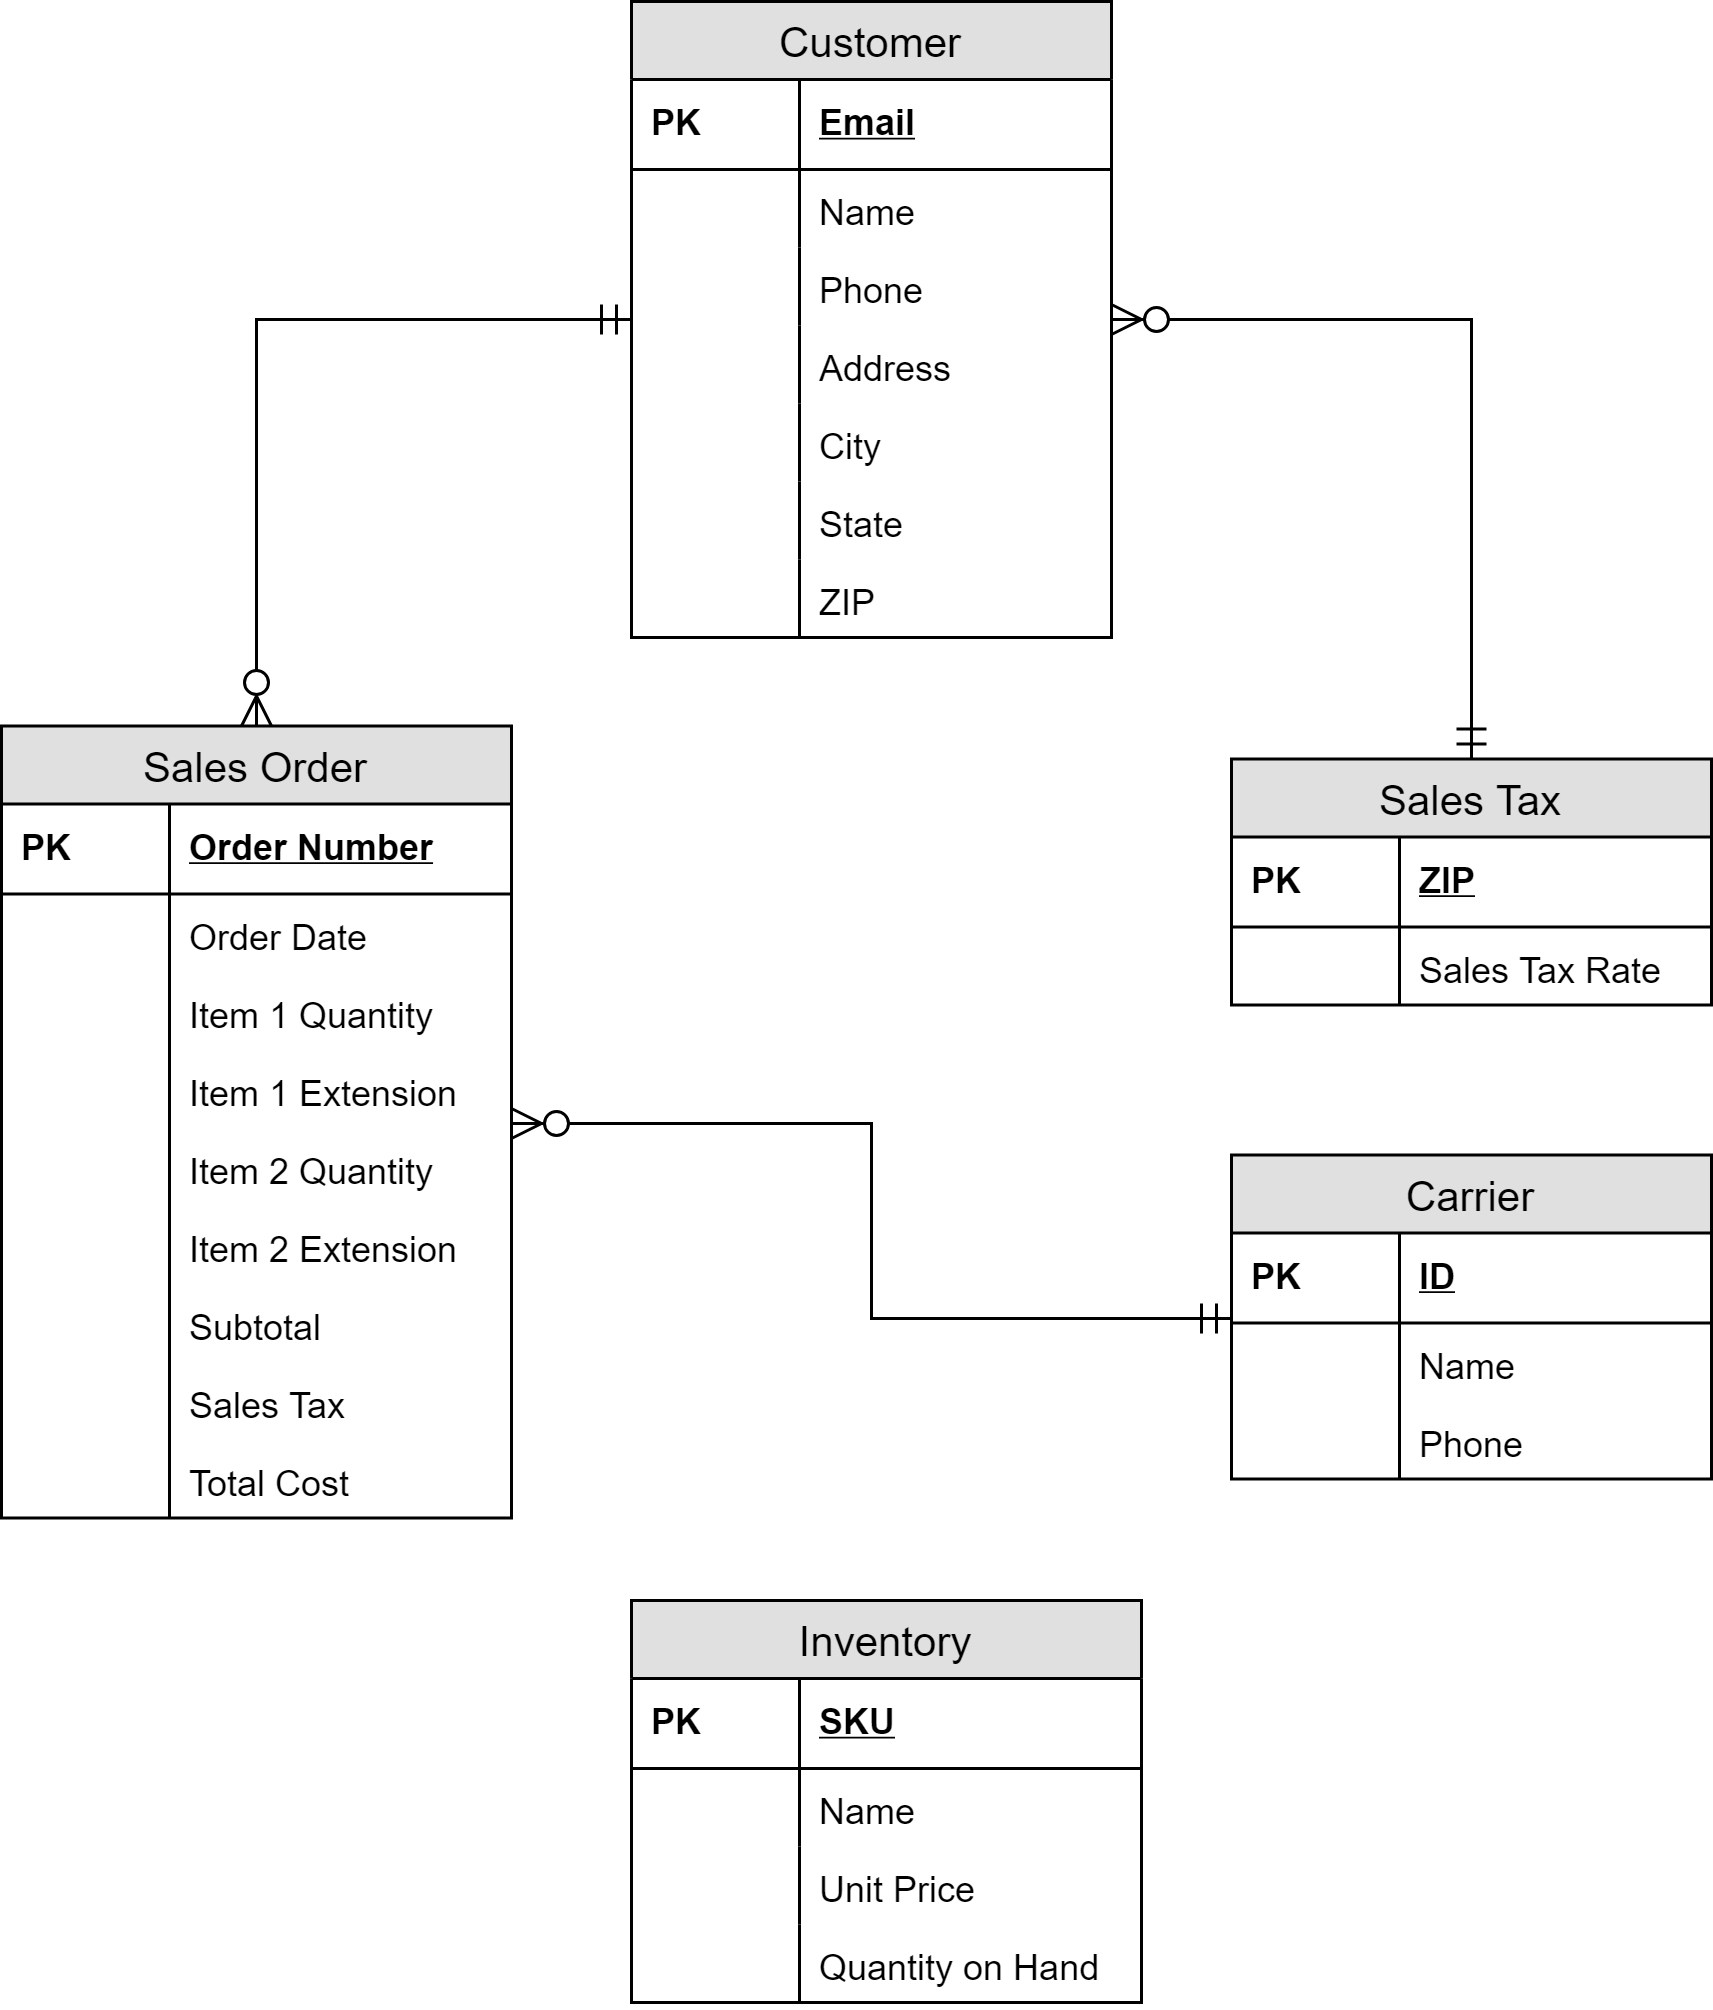 Customer
PK Email
Name
Phone
Address
City
State
ZIP
Sales Order
PK Order Number
Order Date
Item 1 Quantity
Item 1 Extension
Item 2 Quantity
Item 2 Extension
Subtotal
Sales Tax
Total Cost
Sales Tax
PK ZIP
Sales Tax Rate
Carrier
PK ID
Name
Phone
Inventory
PK SKU
Name
Unit Price
Quantity on Hand